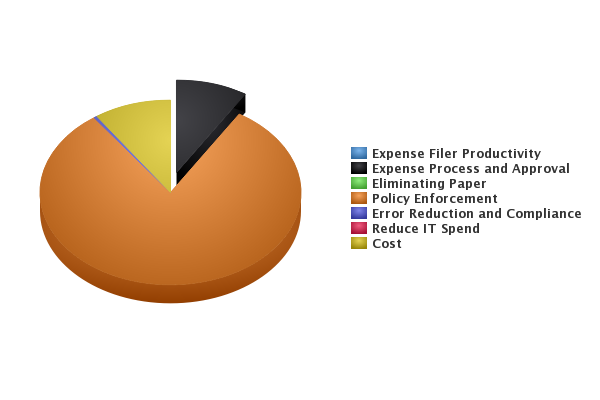 Expense Filer Productivity
Expense Process and Approval
Eliminating Paper
Policy Enforcement
Error Reduction and Compliance
Reduce IT Spend
Cost